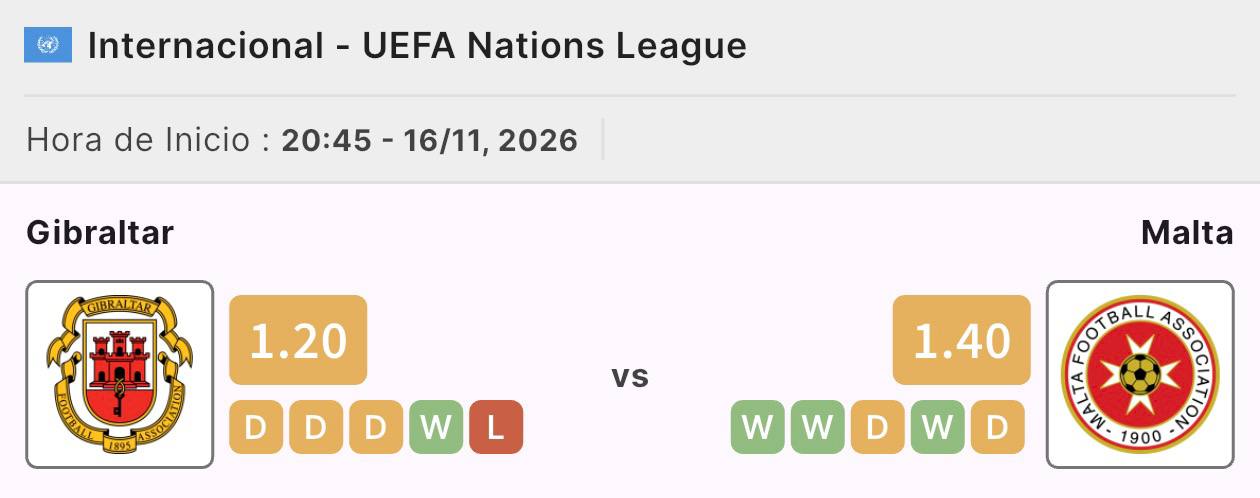 Internacional - UEFA Nations League
Hora de Inicio : 20:45 - 16/11, 2026
Gibraltar
Malta
GIBRALTAR
FOOTBALL ASSOCIATION
1895
1.20
D D D W L
vs
1.40
W W D W D
MALTA FOOTBALL ASSOCIATION
- 1900 -